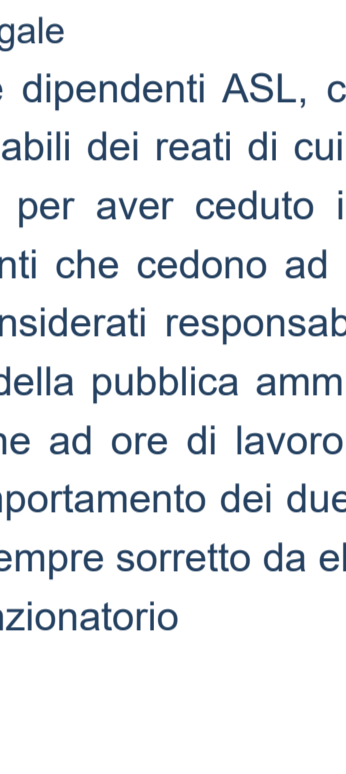 gale
e dipendenti ASL, c
abili dei reati di cui
per aver ceduto i
nti che cedono ad
nsiderati responsab
della pubblica amm
ne ad ore di lavoro
portamento dei due
empre sorretto da el
zionatorio